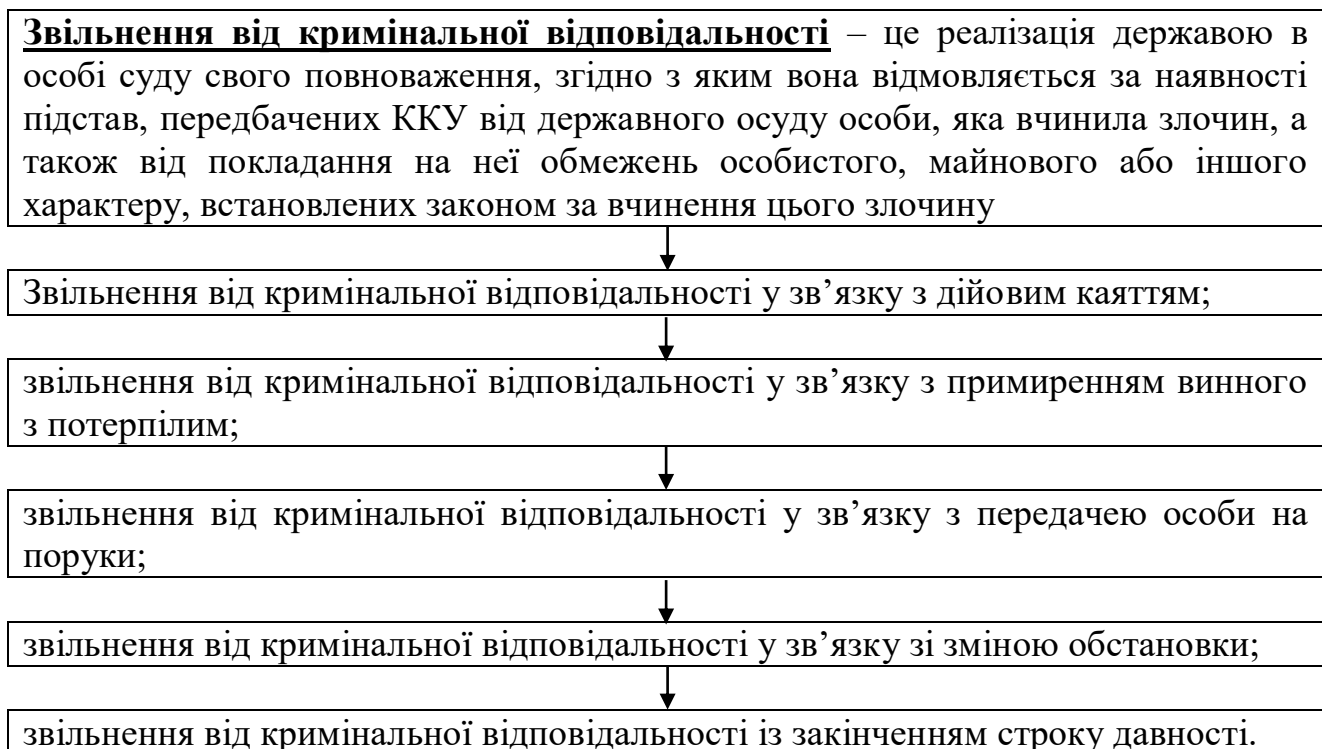 Звільнення від кримінальної відповідальності – це реалізація державою в
особі суду свого повноваження, згідно з яким вона відмовляється за наявності
підстав, передбачених ККУ від державного осуду особи, яка вчинила злочин, а
також від покладання на неї обмежень особистого, майнового або іншого
характеру, встановлених законом за вчинення цього злочину
Звільнення від кримінальної відповідальності у зв’язку з дійовим каяттям;
звільнення від кримінальної відповідальності у зв’язку з примиренням винного
з потерпілим;
звільнення від кримінальної відповідальності у зв’язку з передачею особи на
поруки;
звільнення від кримінальної відповідальності у зв’язку зі зміною обстановки;
звільнення від кримінальної відповідальності із закінченням строку давності.